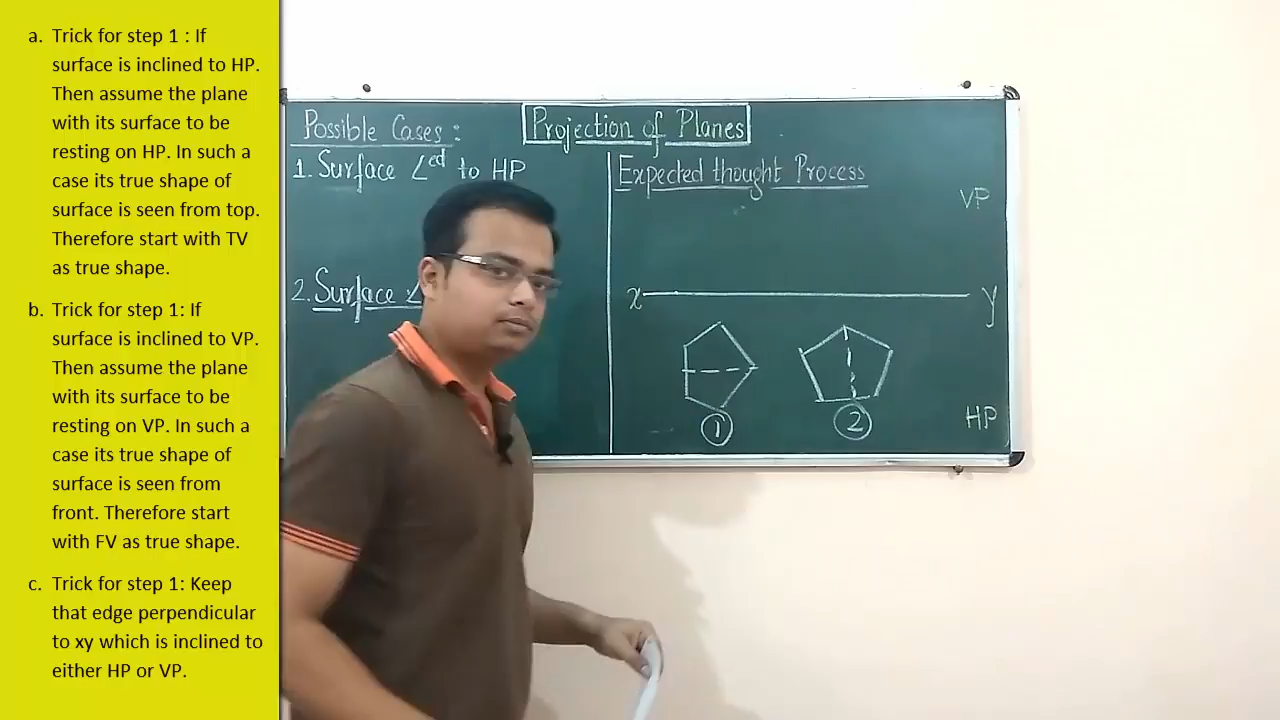 a. Trick for step 1 : If
surface is inclined to HP.
Then assume the plane
with its surface to be
resting on HP. In such a
case its true shape of
surface is seen from top.
Therefore start with TV
as true shape.
b. Trick for step 1: If
surface is inclined to VP.
Then assume the plane
with its surface to be
resting on VP. In such a
case its true shape of
surface is seen from
front. Therefore start
with FV as true shape.
c. Trick for step 1: Keep
that edge perpendicular
to xy which is inclined to
either HP or VP.
Projection of Planes
Possible Cases :
1. Surface ∠ed to HP
2. Surface ∠
Expected thought Process
VP
x y
HP
1 2